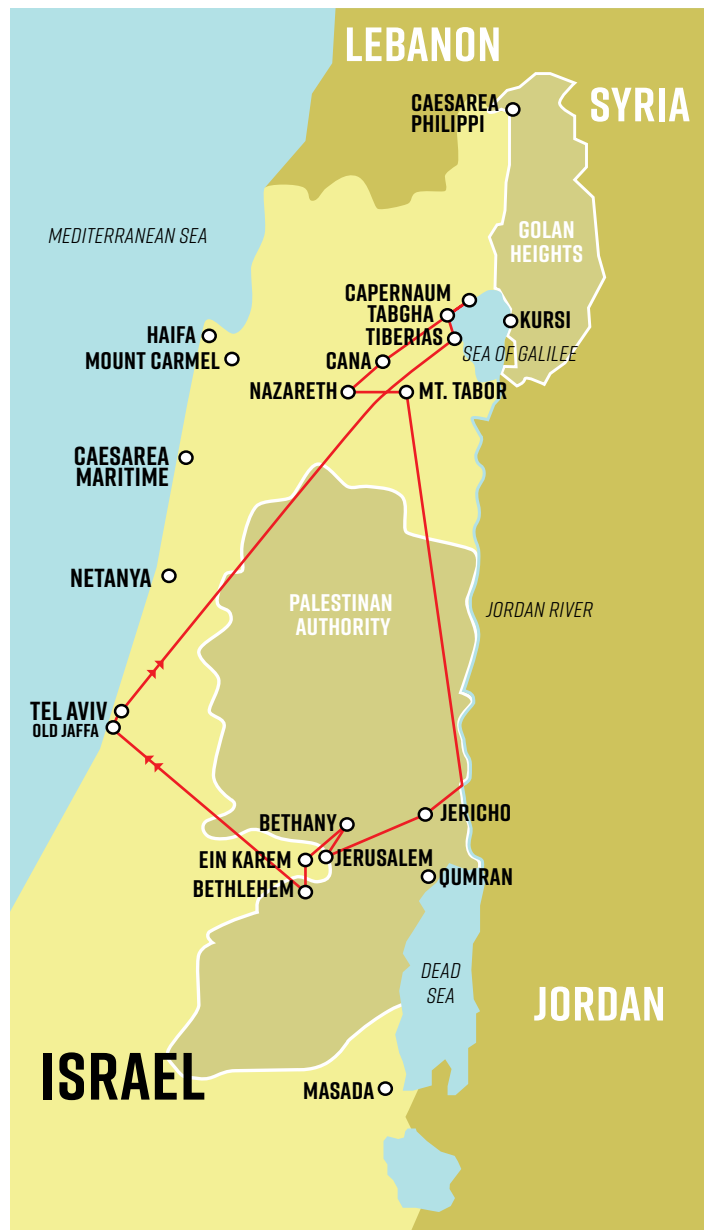 LEBANON
CAESAREA
PHILIPPI
SYRIA
MEDITERRANEAN SEA
GOLAN
HEIGHTS
CAPERNAUM
TABGHA
TIBERIAS
KURSI
HAIFA
MOUNT CARMEL
CANA
SEA OF GALILEE
NAZARETH
MT. TABOR
CAESAREA
MARITIME
NETANYA
PALESTINAN
AUTHORITY
JORDAN RIVER
TEL AVIV
OLD JAFFA
BETHANY
JERICHO
EIN KAREM
JERUSALEM
BETHLEHEM
QUMRAN
DEAD
SEA
JORDAN
ISRAEL
MASADA